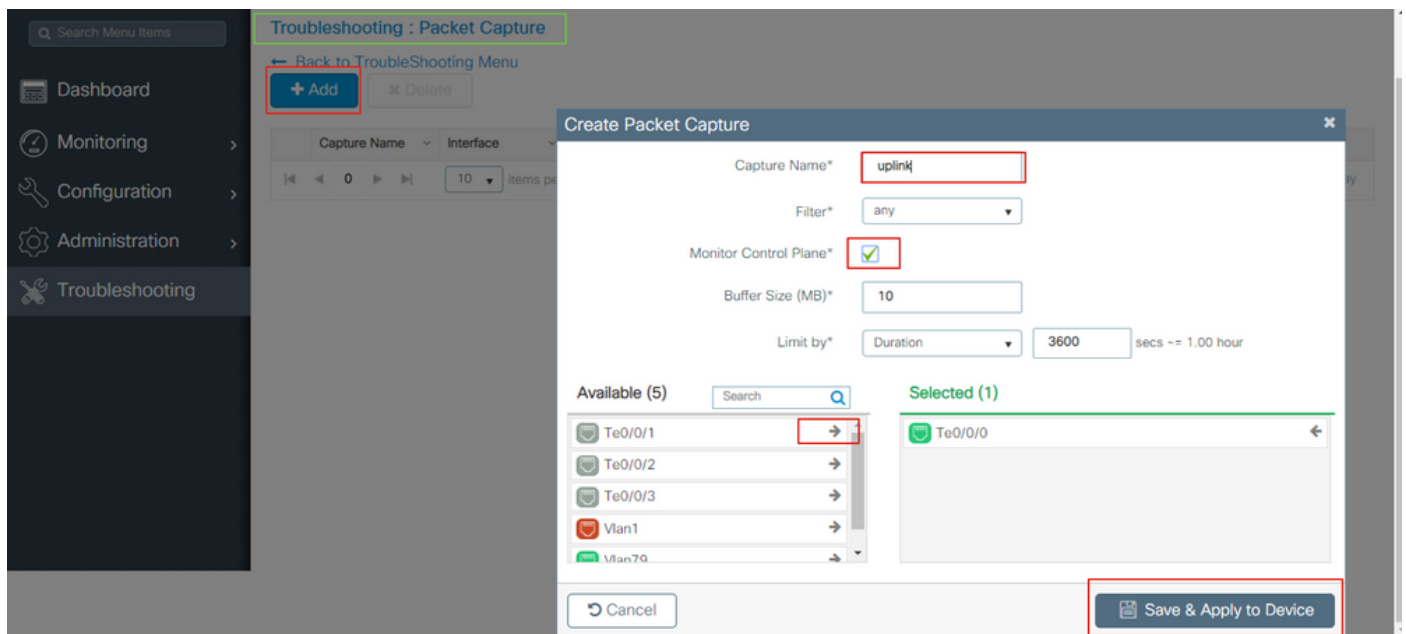 Search Menu Items
Dashboard
Monitoring
Configuration
Administration
Troubleshooting
Troubleshooting : Packet Capture
← Back to TroubleShooting Menu
+ Add
✖ Delete
Capture Name
Interface
0
10
items pe
ay
Create Packet Capture
Capture Name* uplink
Filter* any
Monitor Control Plane*
Buffer Size (MB)* 10
Limit by* Duration 3600 secs ~= 1.00 hour
Available (5) Search
Te0/0/1
Te0/0/2
Te0/0/3
Vlan1
Vlan79
Selected (1)
Te0/0/0
Cancel
Save & Apply to Device